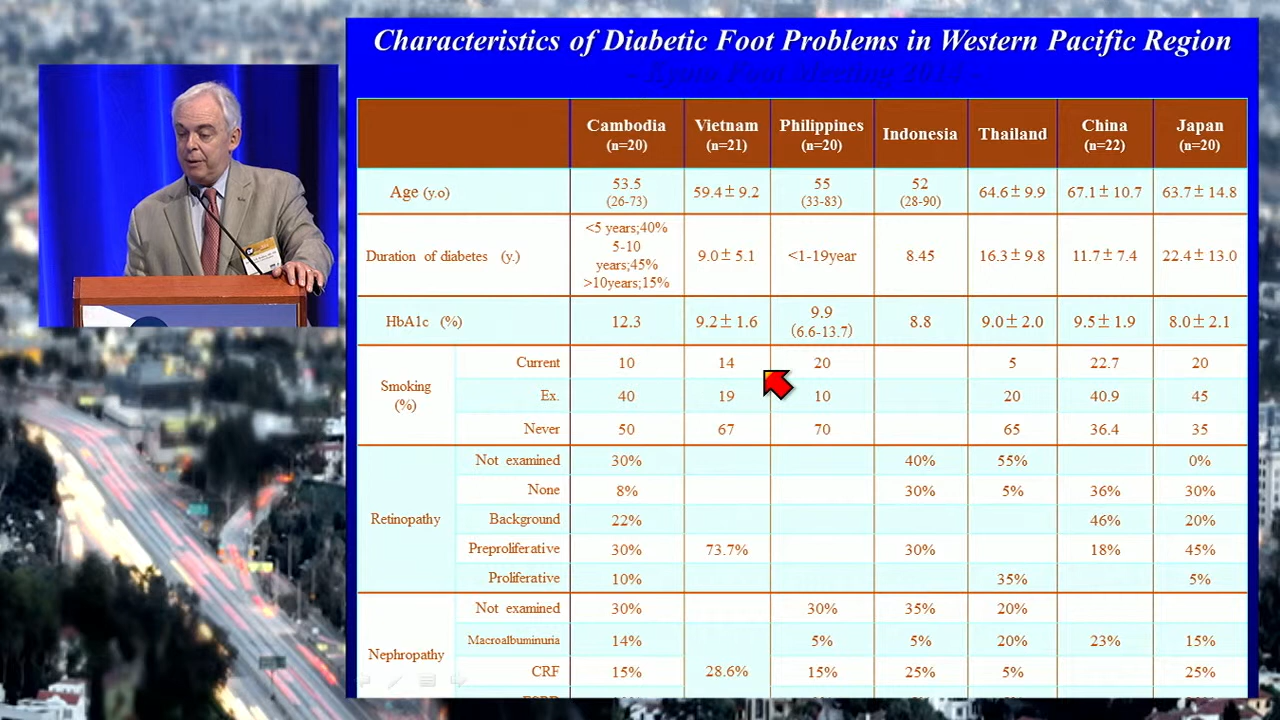 Characteristics of Diabetic Foot Problems in Western Pacific Region
- Kyoto Foot Meeting 2014 -
Cambodia (n=20) Vietnam (n=21) Philippines (n=20) Indonesia Thailand China (n=22) Japan (n=20)
Age (y.o) 53.5 (26-73) 59.4±9.2 55 (33-83) 52 (28-90) 64.6±9.9 67.1±10.7 63.7±14.8
Duration of diabetes (y.) <5 years;40% 5-10 years;45% >10years;15% 9.0±5.1 <1-19year 8.45 16.3±9.8 11.7±7.4 22.4±13.0
HbA1c (%) 12.3 9.2±1.6 9.9 (6.6-13.7) 8.8 9.0±2.0 9.5±1.9 8.0±2.1
Smoking (%)
Current 10 14 20 5 22.7 20
Ex. 40 19 10 20 40.9 45
Never 50 67 70 65 36.4 35
Retinopathy
Not examined 30% 40% 55% 0%
None 8% 30% 5% 36% 30%
Background 22% 46% 20%
Preproliferative 30% 73.7% 30% 18% 45%
Proliferative 10% 35% 5%
Nephropathy
Not examined 30% 30% 35% 20%
Macroalbuminuria 14% 5% 5% 20% 23% 15%
CRF 15% 28.6% 15% 25% 5% 25%